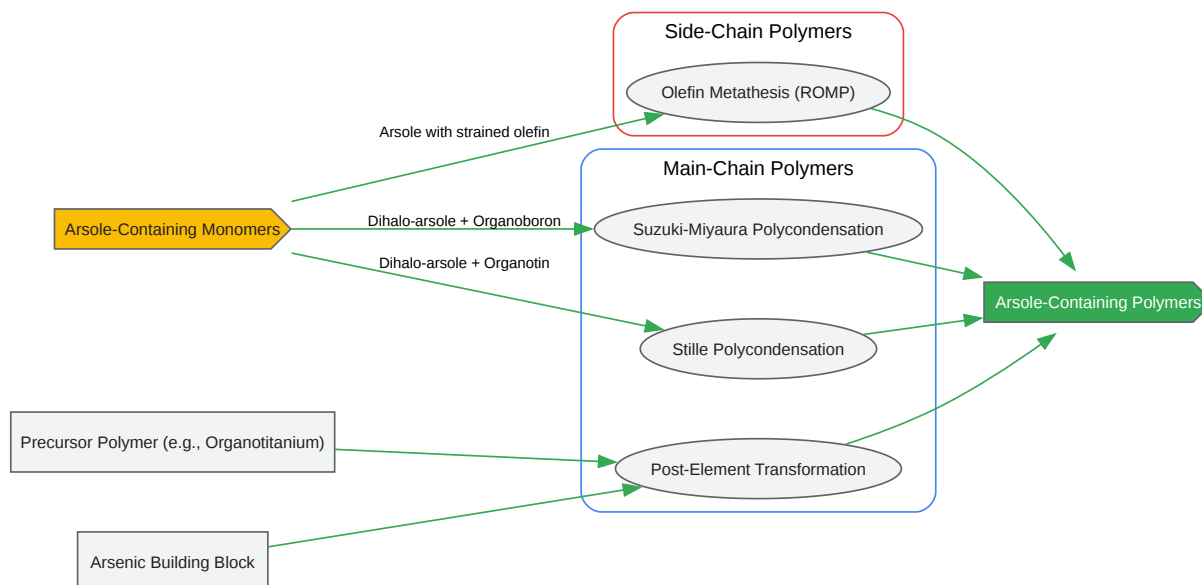 Side-Chain Polymers
Olefin Metathesis (ROMP)
Arsole with strained olefin
Main-Chain Polymers
Arsole-Containing Monomers
Dihalo-arsole + Organoboron
Suzuki-Miyaura Polycondensation
Dihalo-arsole + Organotin
Arsole-Containing Polymers
Stille Polycondensation
Precursor Polymer (e.g., Organotitanium)
Post-Element Transformation
Arsenic Building Block